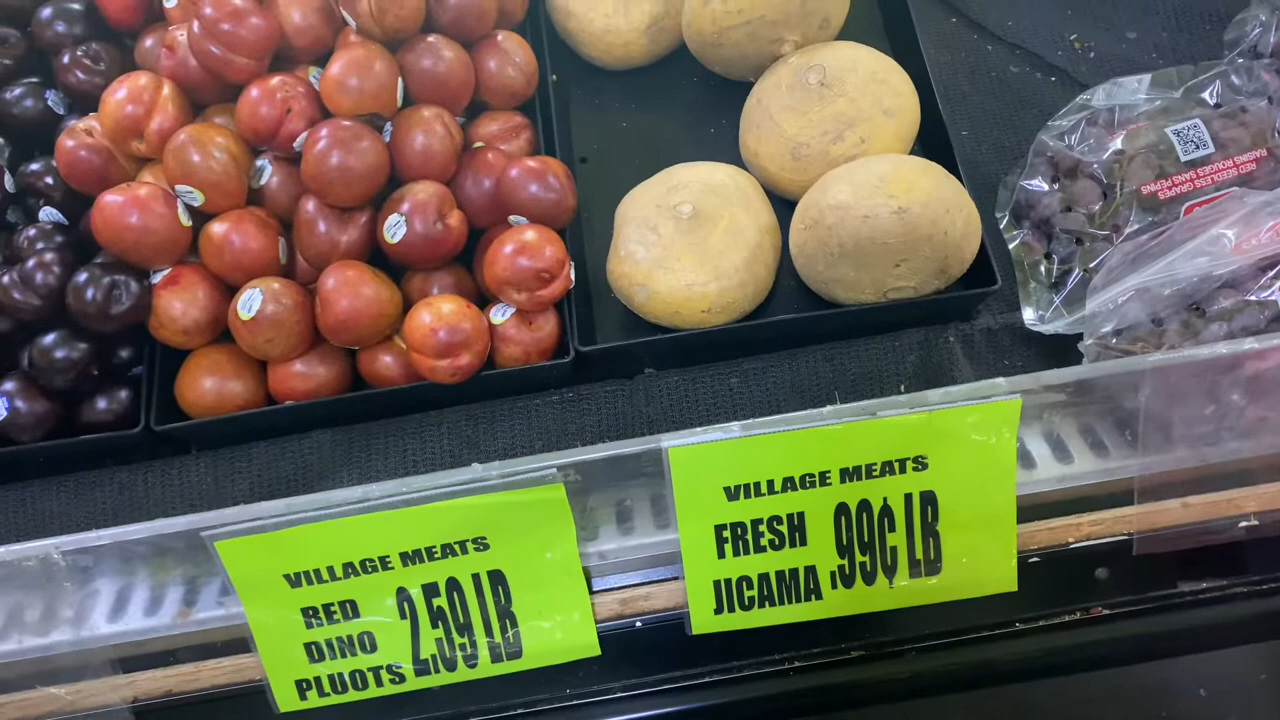 RED SEEDLESS GRAPES
RAISINS ROUGES SANS PEPINS
VILLAGE MEATS
RED
DINO
PLUOTS
2.59 LB
VILLAGE MEATS
FRESH
JICAMA
.99¢ LB